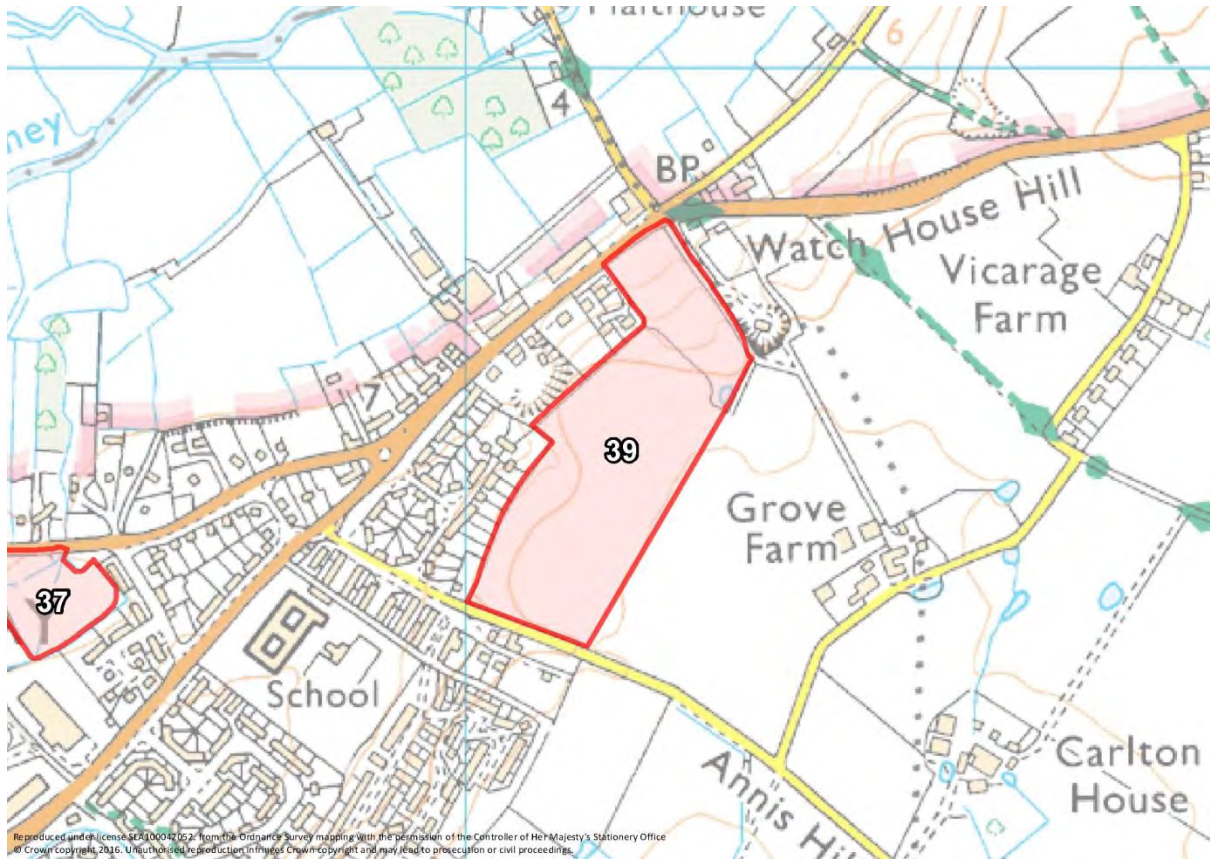 6
4
BP
Watch House Hill
Vicarage
Farm
7
39
Grove
Farm
37
School
Carlton
House
Annis
Reproduced under license SLA100042052, from the Ordnance Survey mapping with the permission of the Controller of Her Majesty's Stationery Office
© Crown copyright 2016. Unauthorised reproduction infringes Crown copyright and may lead to prosecution or civil proceedings.